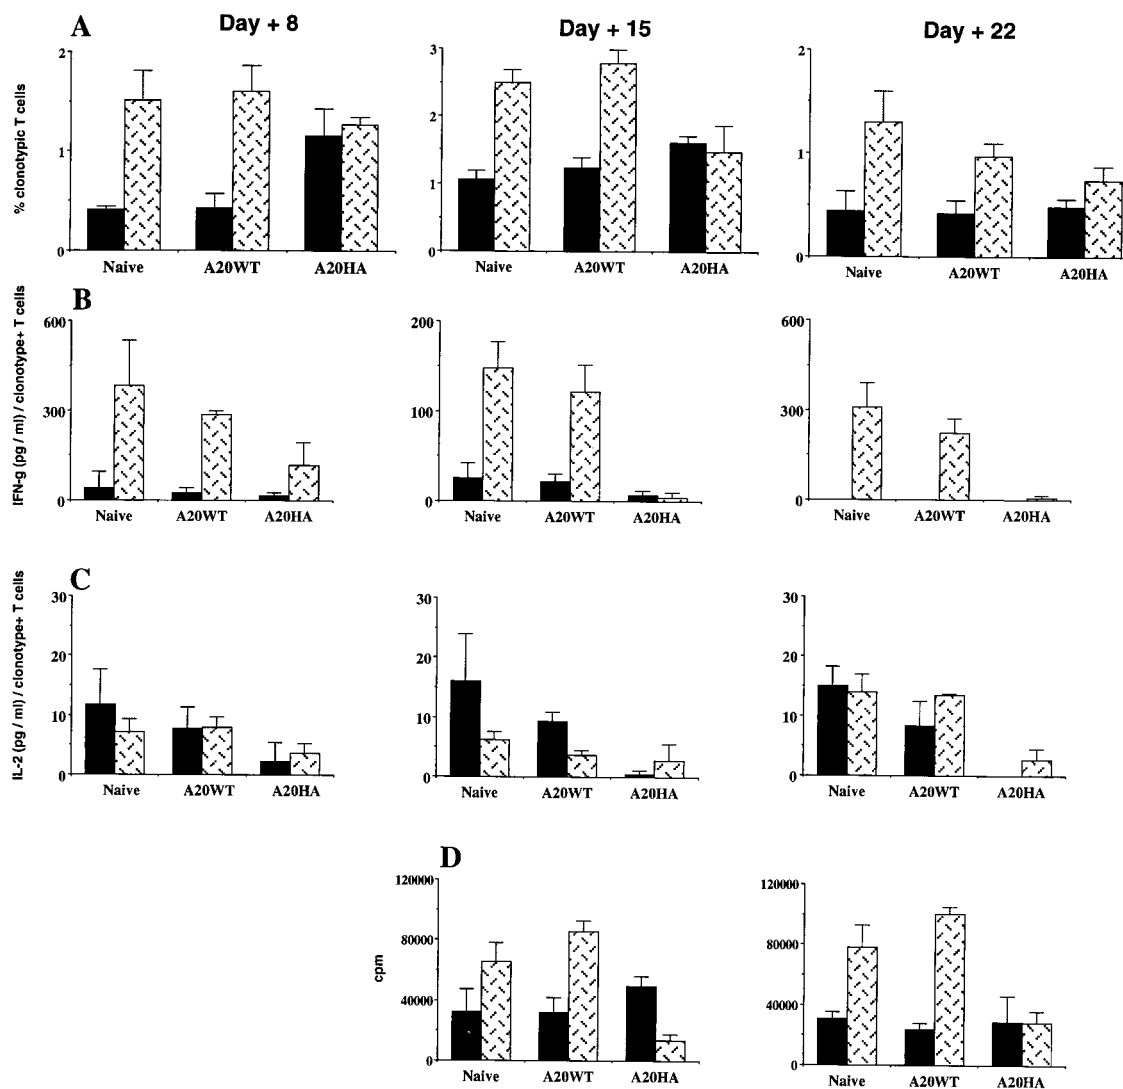 A
Day + 8
Day + 15
Day + 22
% clonotypic T cells
2
1
0
Naive A20WT A20HA
3
2
1
0
Naive A20WT A20HA
2
1
0
Naive A20WT A20HA
B
IFN-g (pg / ml) / clonotype+ T cells
600
300
0
Naive A20WT A20HA
200
100
0
Naive A20WT A20HA
600
300
0
Naive A20WT A20HA
C
IL-2 (pg / ml) / clonotype+ T cells
30
20
10
0
Naive A20WT A20HA
30
20
10
0
Naive A20WT A20HA
30
20
10
0
Naive A20WT A20HA
D
cpm
120000
80000
40000
0
Naive A20WT A20HA
120000
80000
40000
0
Naive A20WT A20HA